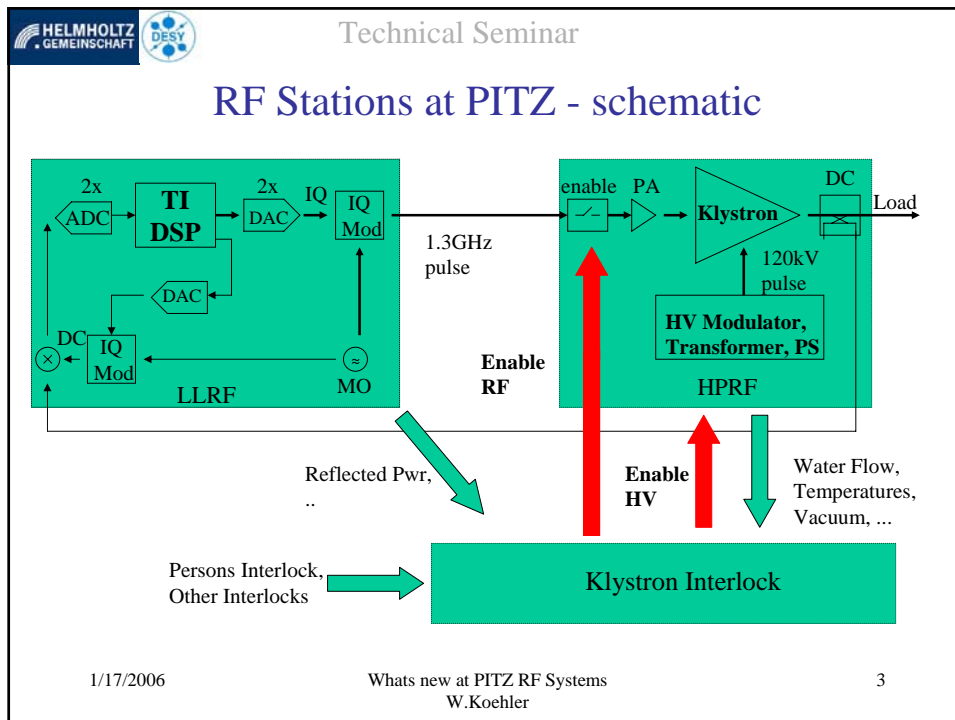 HELMHOLTZ
GEMEINSCHAFT
DESY
Technical Seminar
RF Stations at PITZ - schematic
2x
ADC
TI
DSP
2x
DAC
IQ
IQ
Mod
DAC
DC
IQ
Mod
×
≈
MO
LLRF
1.3GHz
pulse
enable
PA
Klystron
DC
Load
120kV
pulse
HV Modulator,
Transformer, PS
HPRF
Enable
RF
Enable
HV
Reflected Pwr,
..
Water Flow,
Temperatures,
Vacuum, ...
Persons Interlock,
Other Interlocks
Klystron Interlock
1/17/2006
Whats new at PITZ RF Systems
W.Koehler
3